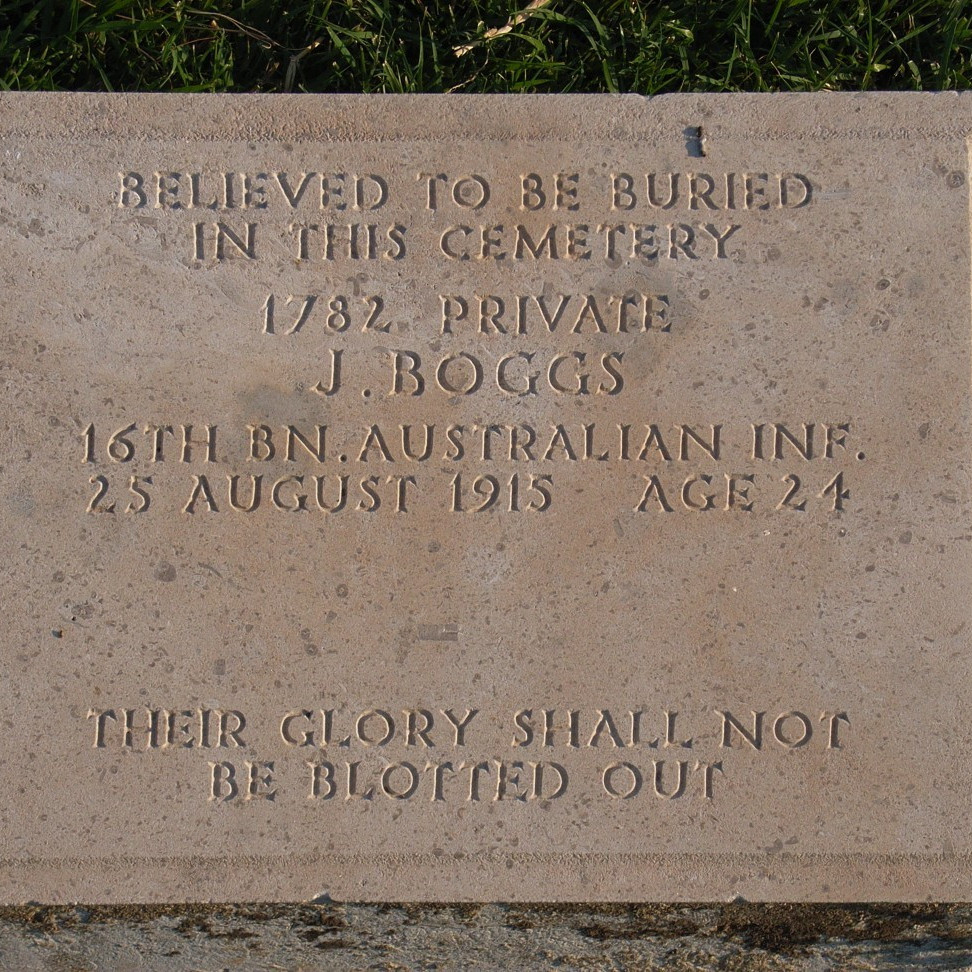 BELIEVED TO BE BURIED
IN THIS CEMETERY
1782 PRIVATE
J. BOGGS
16TH BN. AUSTRALIAN INF.
25 AUGUST 1915 AGE 24
THEIR GLORY SHALL NOT
BE BLOTTED OUT